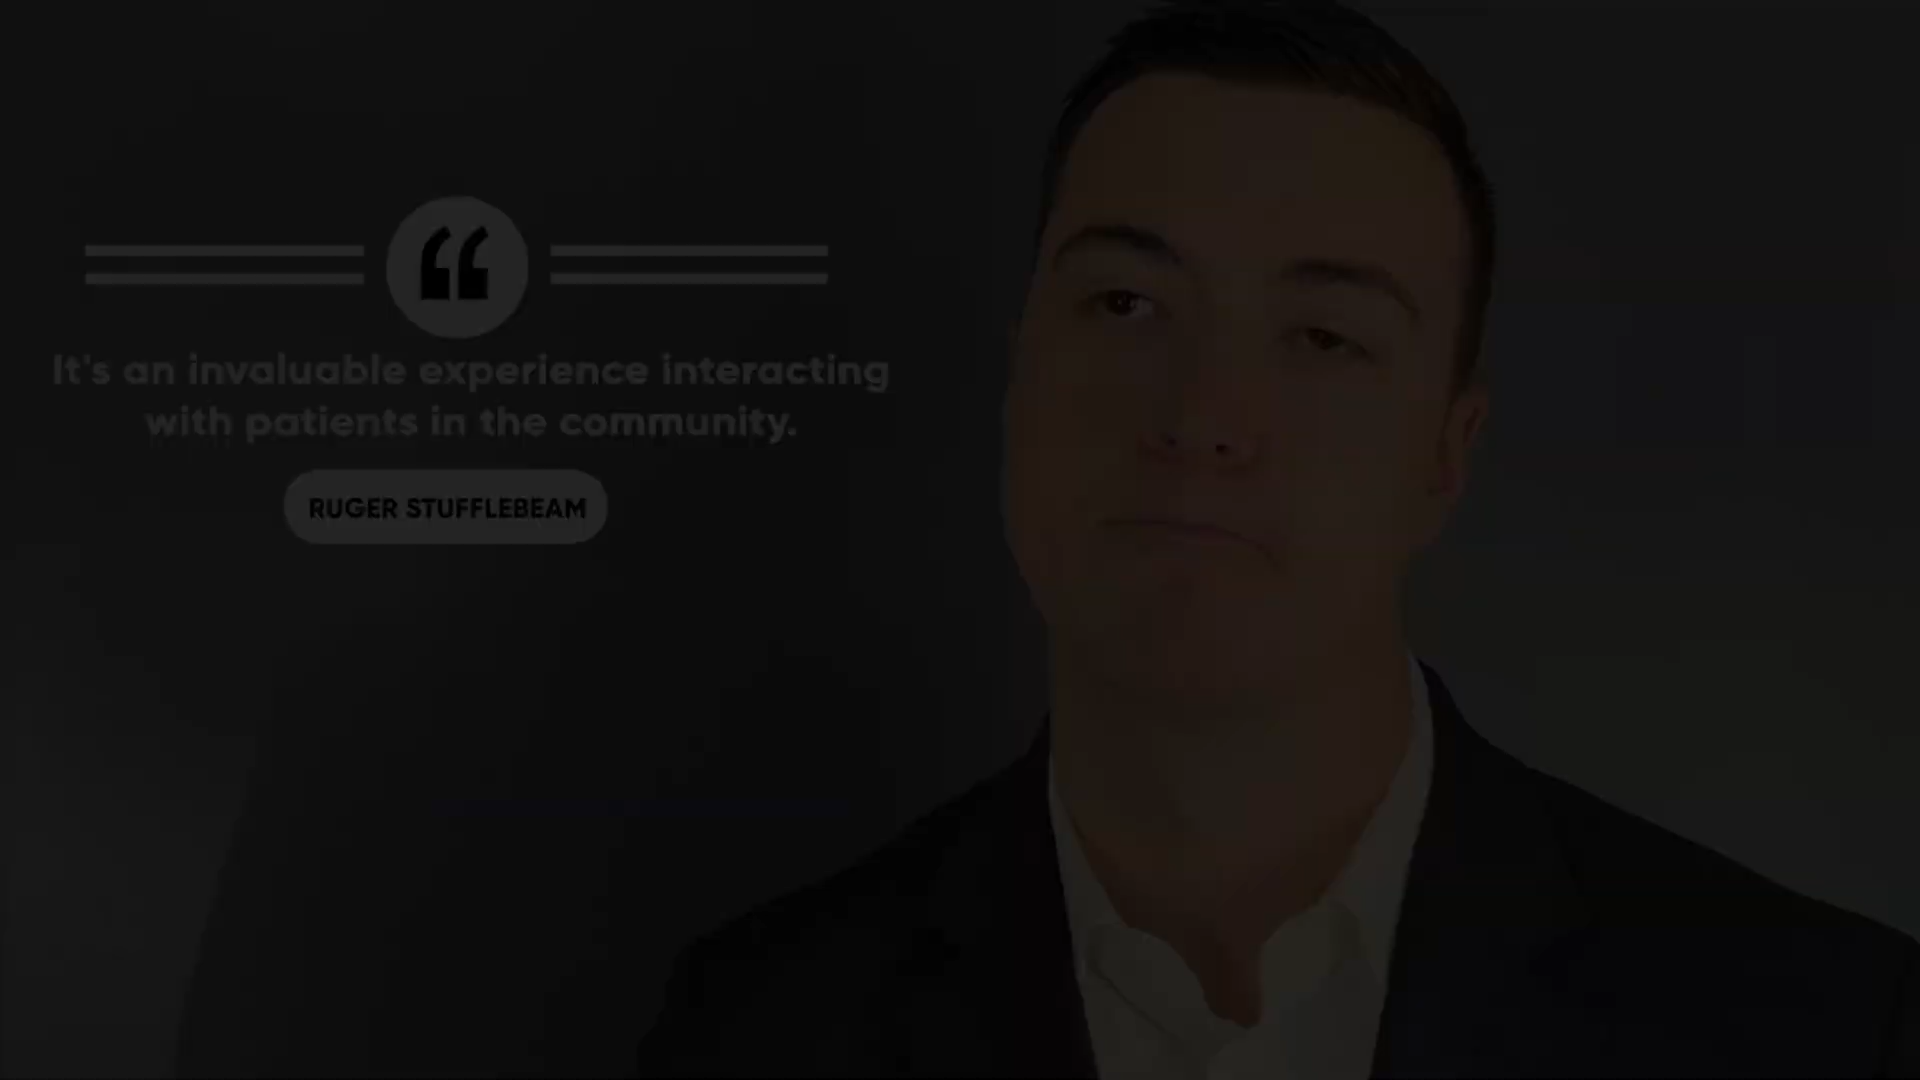 “
It's an invaluable experience interacting
with patients in the community.
RUGER STUFFLEBEAM